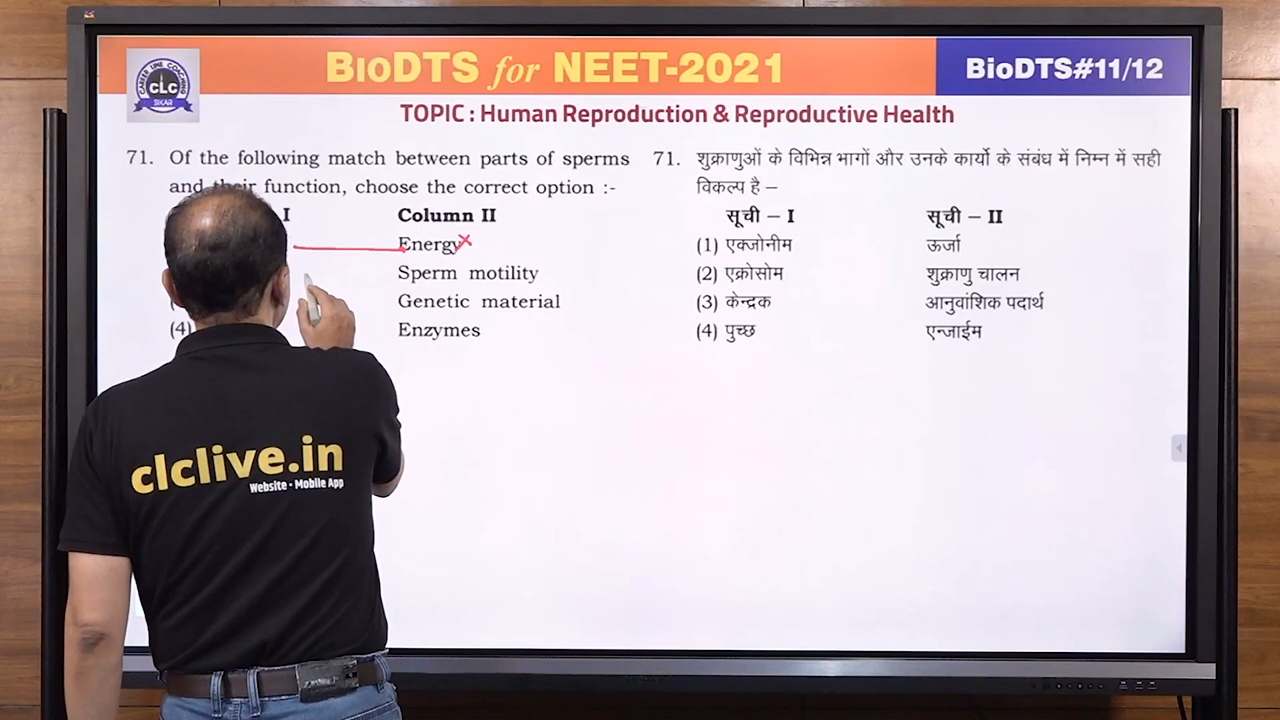 BIODTS for NEET-2021
BioDTS#11/12
CAREER LINE COACHING
CLC
SIKAR
TOPIC : Human Reproduction & Reproductive Health
71. Of the following match between parts of sperms
and their function, choose the correct option :-
I Column II
Energy
Sperm motility
Genetic material
(4) Enzymes
71. शुक्राणुओं के विभिन्न भागों और उनके कार्यो के संबंध में निम्न में सही
विकल्प है –
सूची – I सूची – II
(1) एक्जोनीम ऊर्जा
(2) एक्रोसोम शुक्राणु चालन
(3) केन्द्रक आनुवांशिक पदार्थ
(4) पुच्छ एन्जाईम
clclive.in
Website - Mobile App